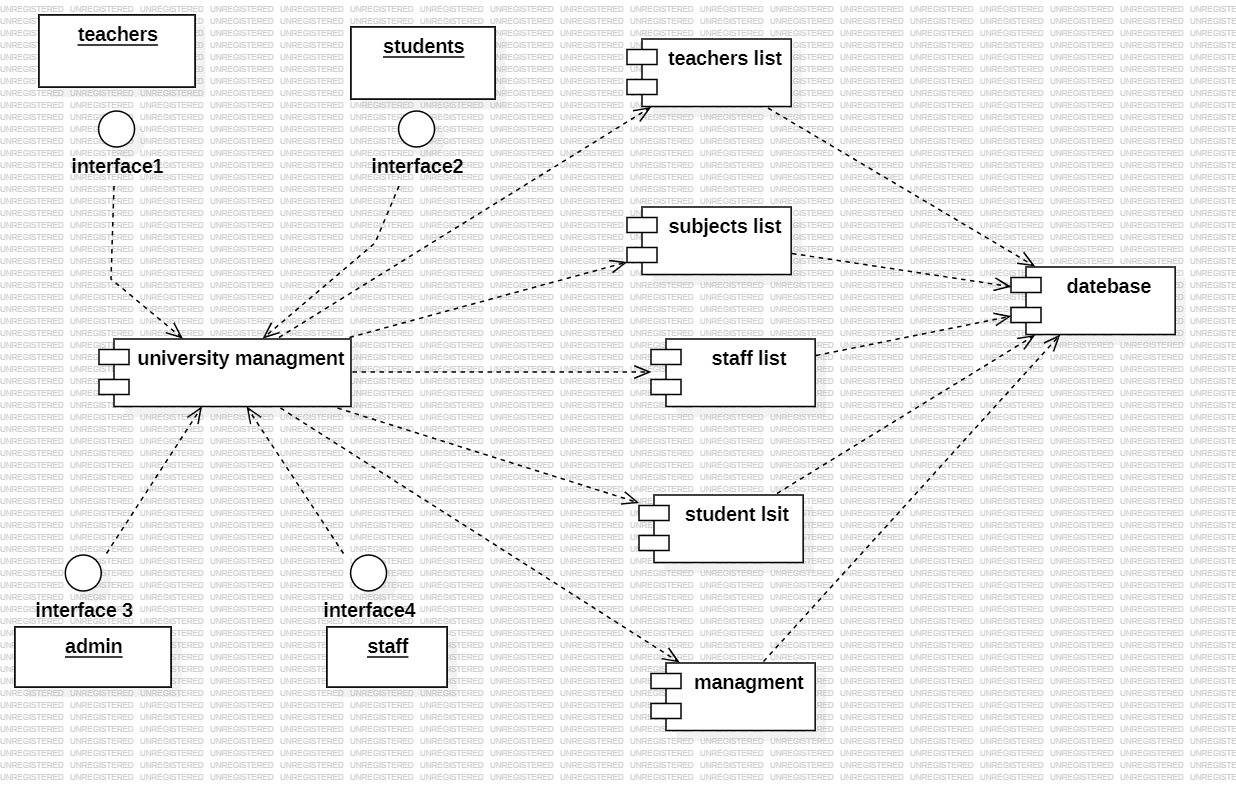 teachers
students
teachers list
interface1
interface2
subjects list
datebase
university managment
staff list
student lsit
interface 3
interface4
admin
staff
managment
UNREGISTERED